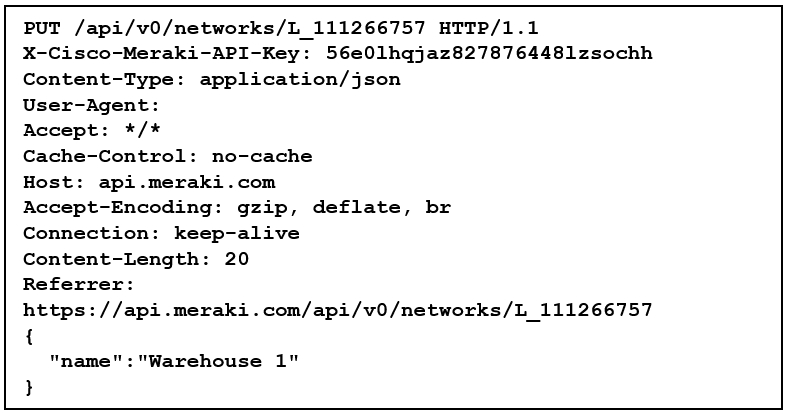 PUT /api/v0/networks/L_111266757 HTTP/1.1
X-Cisco-Meraki-API-Key: 56e0lhqjaz827876448lzsochh
Content-Type: application/json
User-Agent:
Accept: */*
Cache-Control: no-cache
Host: api.meraki.com
Accept-Encoding: gzip, deflate, br
Connection: keep-alive
Content-Length: 20
Referrer:
https://api.meraki.com/api/v0/networks/L_111266757
{
  "name":"Warehouse 1"
}